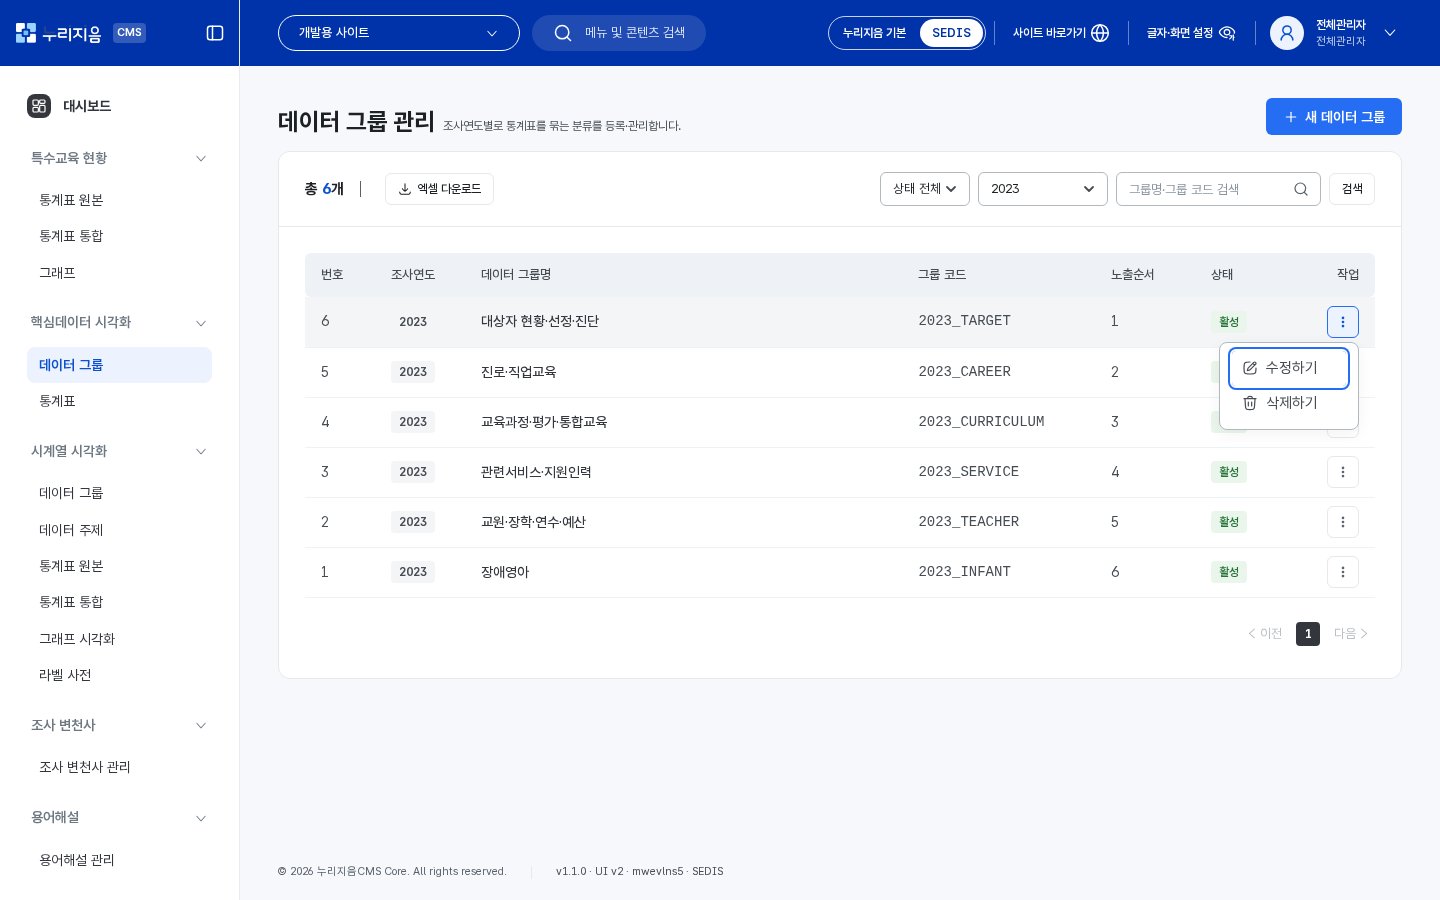 누리지음 CMS
개발용 사이트
메뉴 및 콘텐츠 검색
누리지음 기본 SEDIS
사이트 바로가기
글자·화면 설정
전체관리자
전체관리자
대시보드
특수교육 현황
통계표 원본
통계표 통합
그래프
핵심데이터 시각화
데이터 그룹
통계표
시계열 시각화
데이터 그룹
데이터 주제
통계표 원본
통계표 통합
그래프 시각화
라벨 사전
조사 변천사
조사 변천사 관리
용어해설
용어해설 관리
데이터 그룹 관리 조사연도별로 통계표를 묶는 분류를 등록·관리합니다.
새 데이터 그룹
총 6개 엑셀 다운로드 상태 전체 2023 그룹명·그룹 코드 검색 검색
번호 조사연도 데이터 그룹명 그룹 코드 노출순서 상태 작업
6 2023 대상자 현황·선정·진단 2023_TARGET 1 활성
5 2023 진로·직업교육 2023_CAREER 2
수정하기
삭제하기
4 2023 교육과정·평가·통합교육 2023_CURRICULUM 3
3 2023 관련서비스·지원인력 2023_SERVICE 4 활성
2 2023 교원·장학·연수·예산 2023_TEACHER 5 활성
1 2023 장애영아 2023_INFANT 6 활성
이전 1 다음
© 2026 누리지음CMS Core. All rights reserved.
v1.1.0 · UI v2 · mwevlns5 · SEDIS